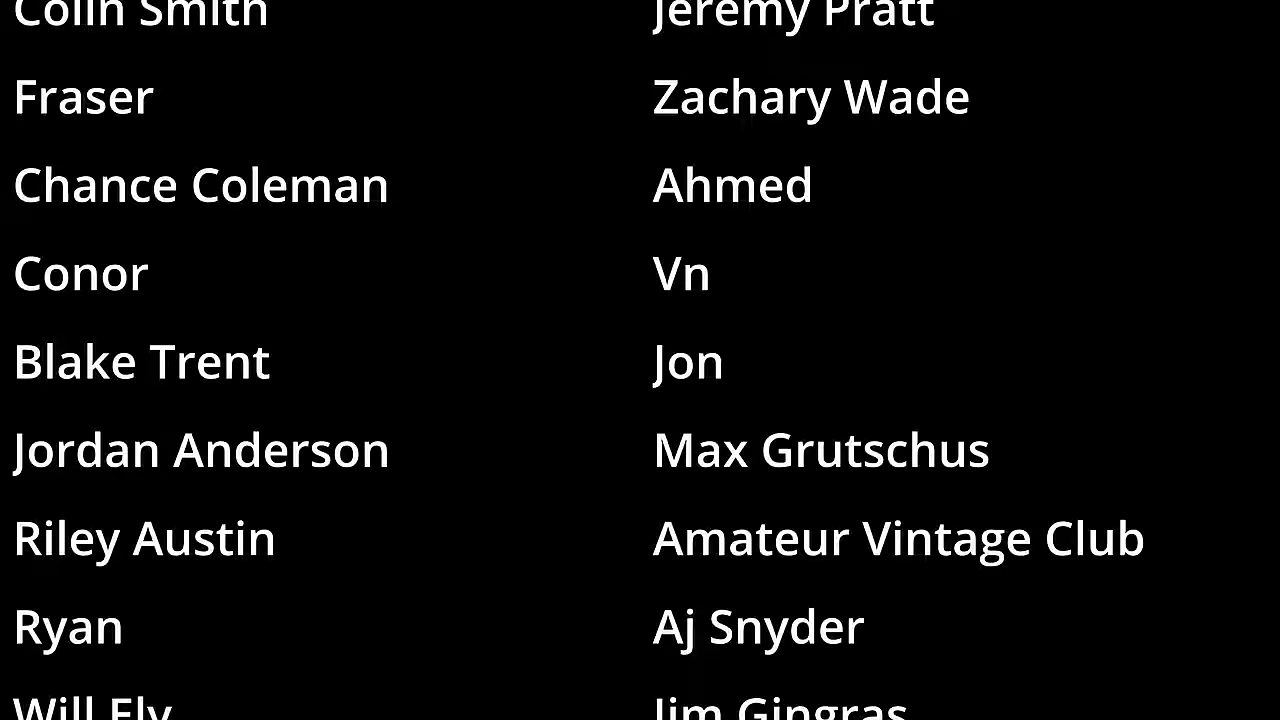 Colin Smith
Jeremy Pratt
Fraser
Zachary Wade
Chance Coleman
Ahmed
Conor
Vn
Blake Trent
Jon
Jordan Anderson
Max Grutschus
Riley Austin
Amateur Vintage Club
Ryan
Aj Snyder
Will Ely
Jim Gingras